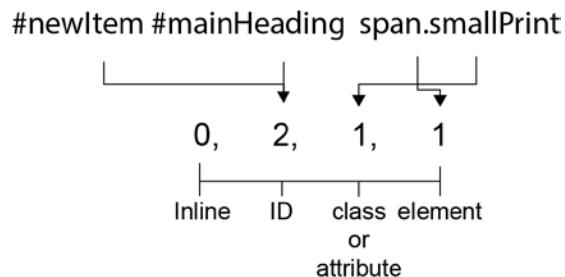 #newItem #mainHeading span.smallPrint
0, 2, 1, 1
Inline ID class element
or
attribute